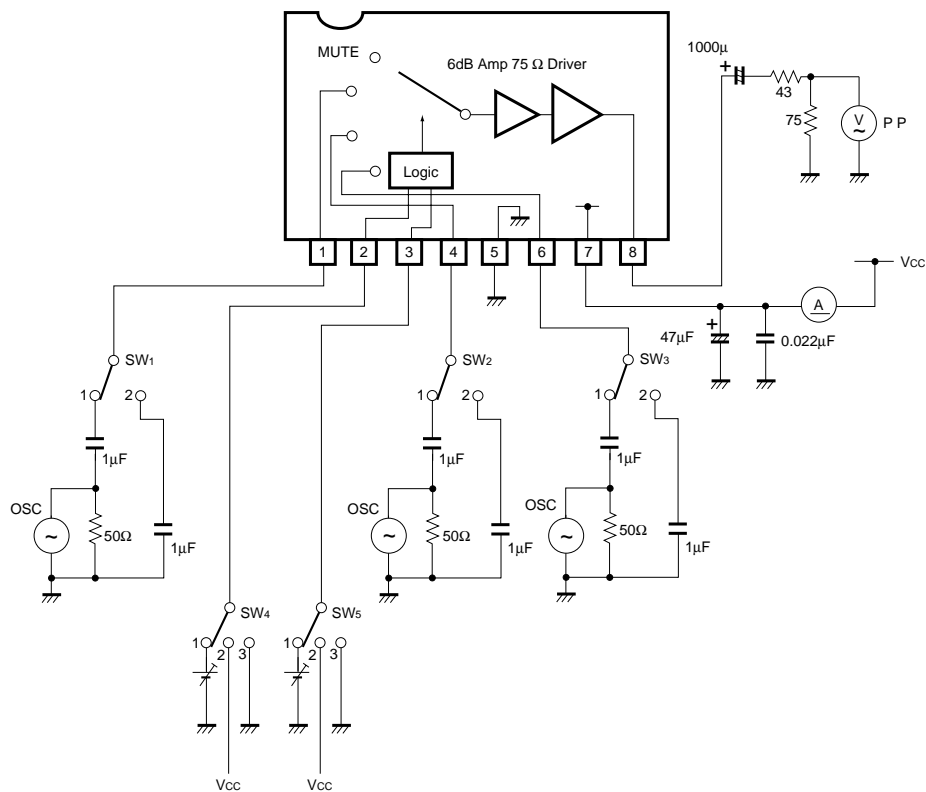 MUTE
6dB Amp 75 Ω Driver
Logic
1 2 3 4 5 6 7 8
1000µ
+
43
75
V
~
P P
VCC
A
+
47µF
0.022µF
SW1
1 2
1µF
OSC
~
50Ω
1µF
SW2
1 2
1µF
OSC
~
50Ω
1µF
SW3
1 2
1µF
OSC
~
50Ω
1µF
SW4
1 2 3
VCC
SW5
1 2 3
VCC